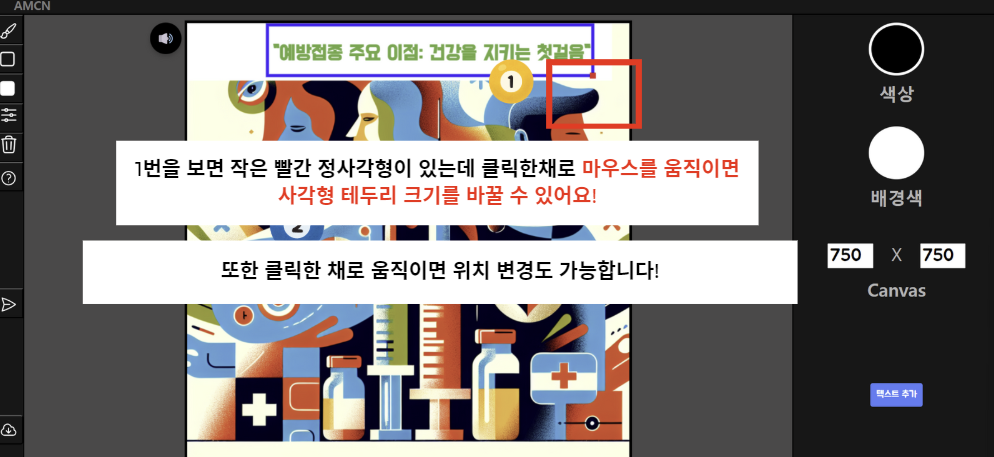 AMCN
"예방접종 주요 이점: 건강을 지키는 첫걸음"
1
색상
1번을 보면 작은 빨간 정사각형이 있는데 클릭한채로 마우스를 움직이면
사각형 테두리 크기를 바꿀 수 있어요!
배경색
2
또한 클릭한 채로 움직이면 위치 변경도 가능합니다!
750 X 750
Canvas
텍스트 추가